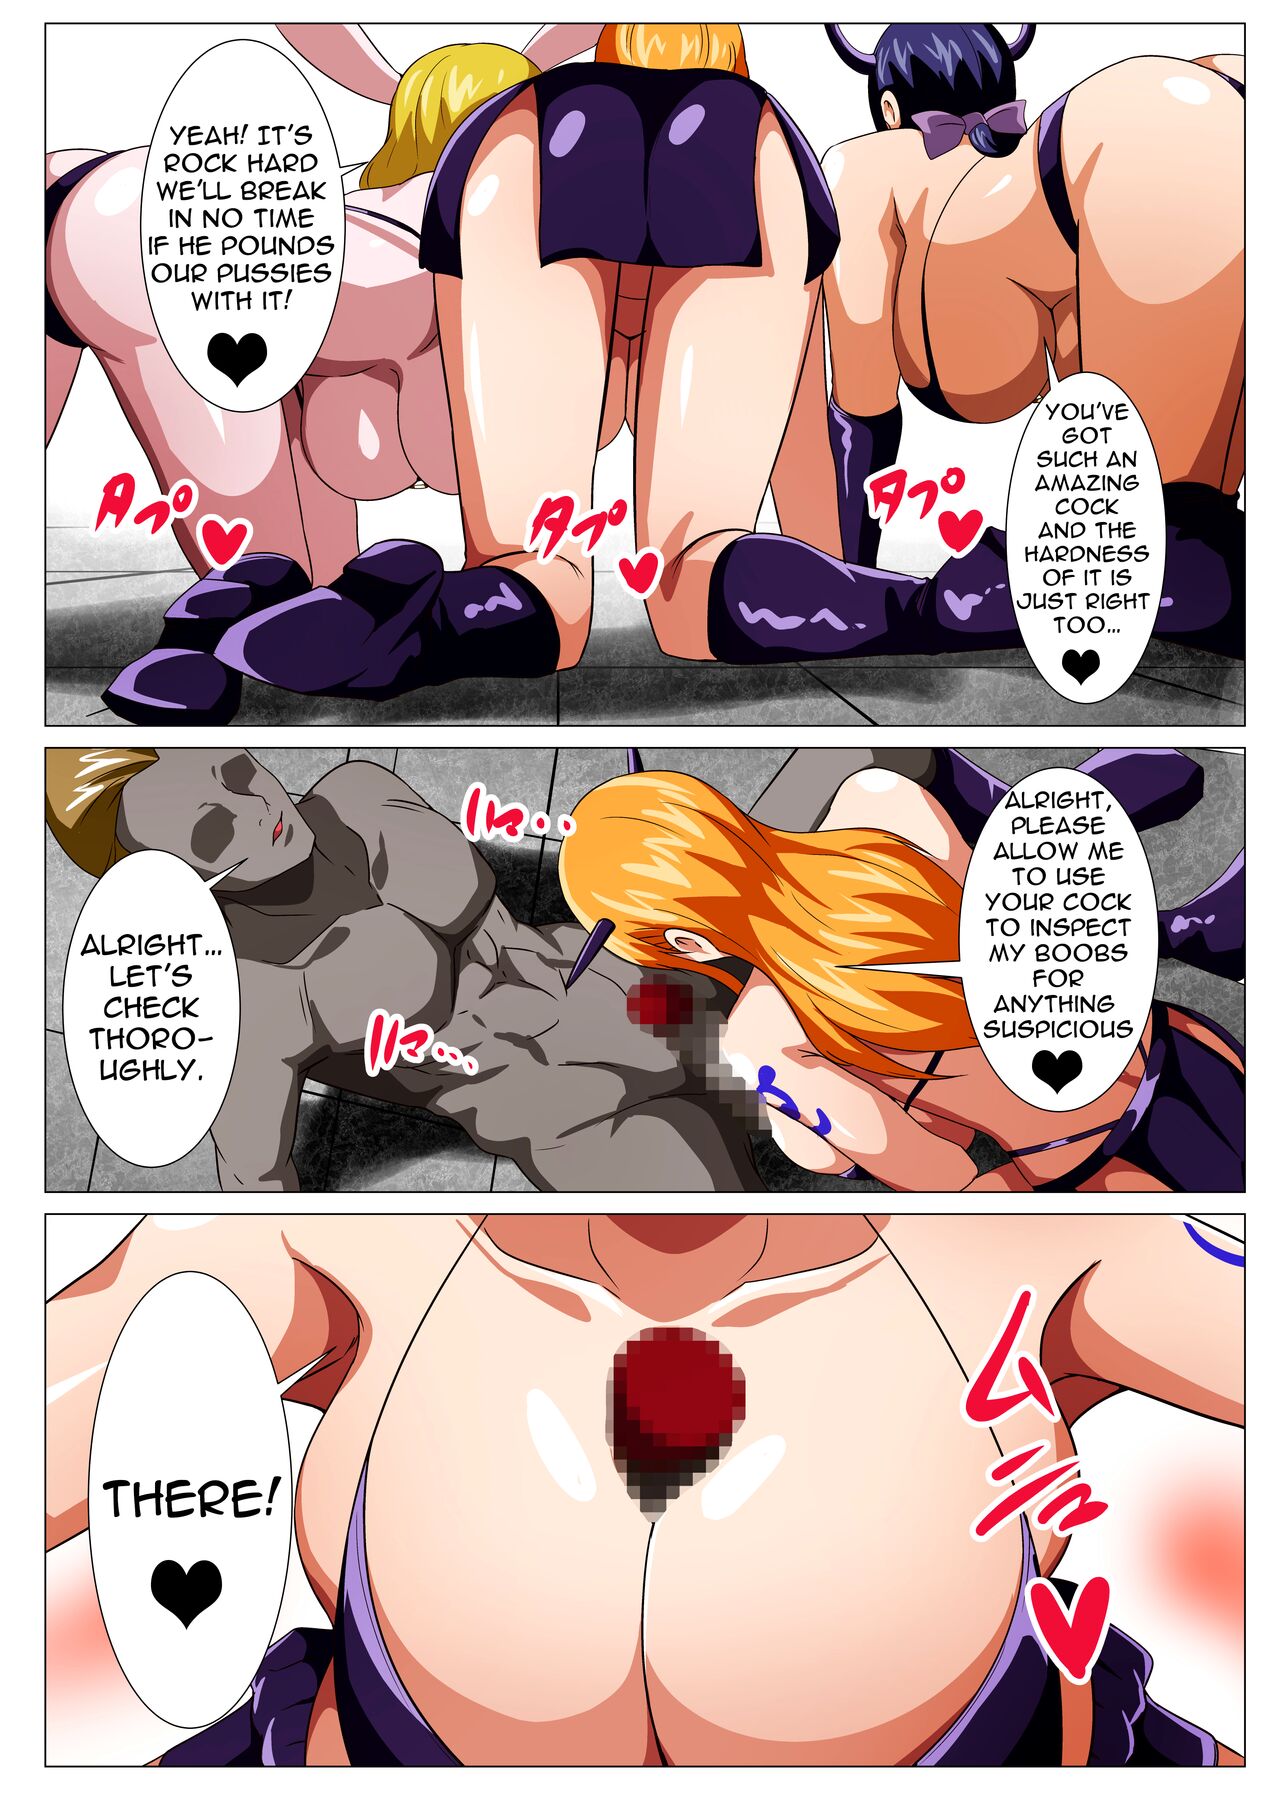 YEAH! IT'S
ROCK HARD
WE'LL BREAK
IN NO TIME
IF HE POUNDS
OUR PUSSIES
WITH IT!
タプ
タプ
タプ
YOU'VE
GOT
SUCH AN
AMAZING
COCK
AND THE
HARDNESS
OF IT IS
JUST RIGHT
TOO...
ALRIGHT...
LET'S
CHECK
THORO-
UGHLY.
ALRIGHT,
PLEASE
ALLOW ME
TO USE
YOUR COCK
TO INSPECT
MY BOOBS
FOR
ANYTHING
SUSPICIOUS
THERE!